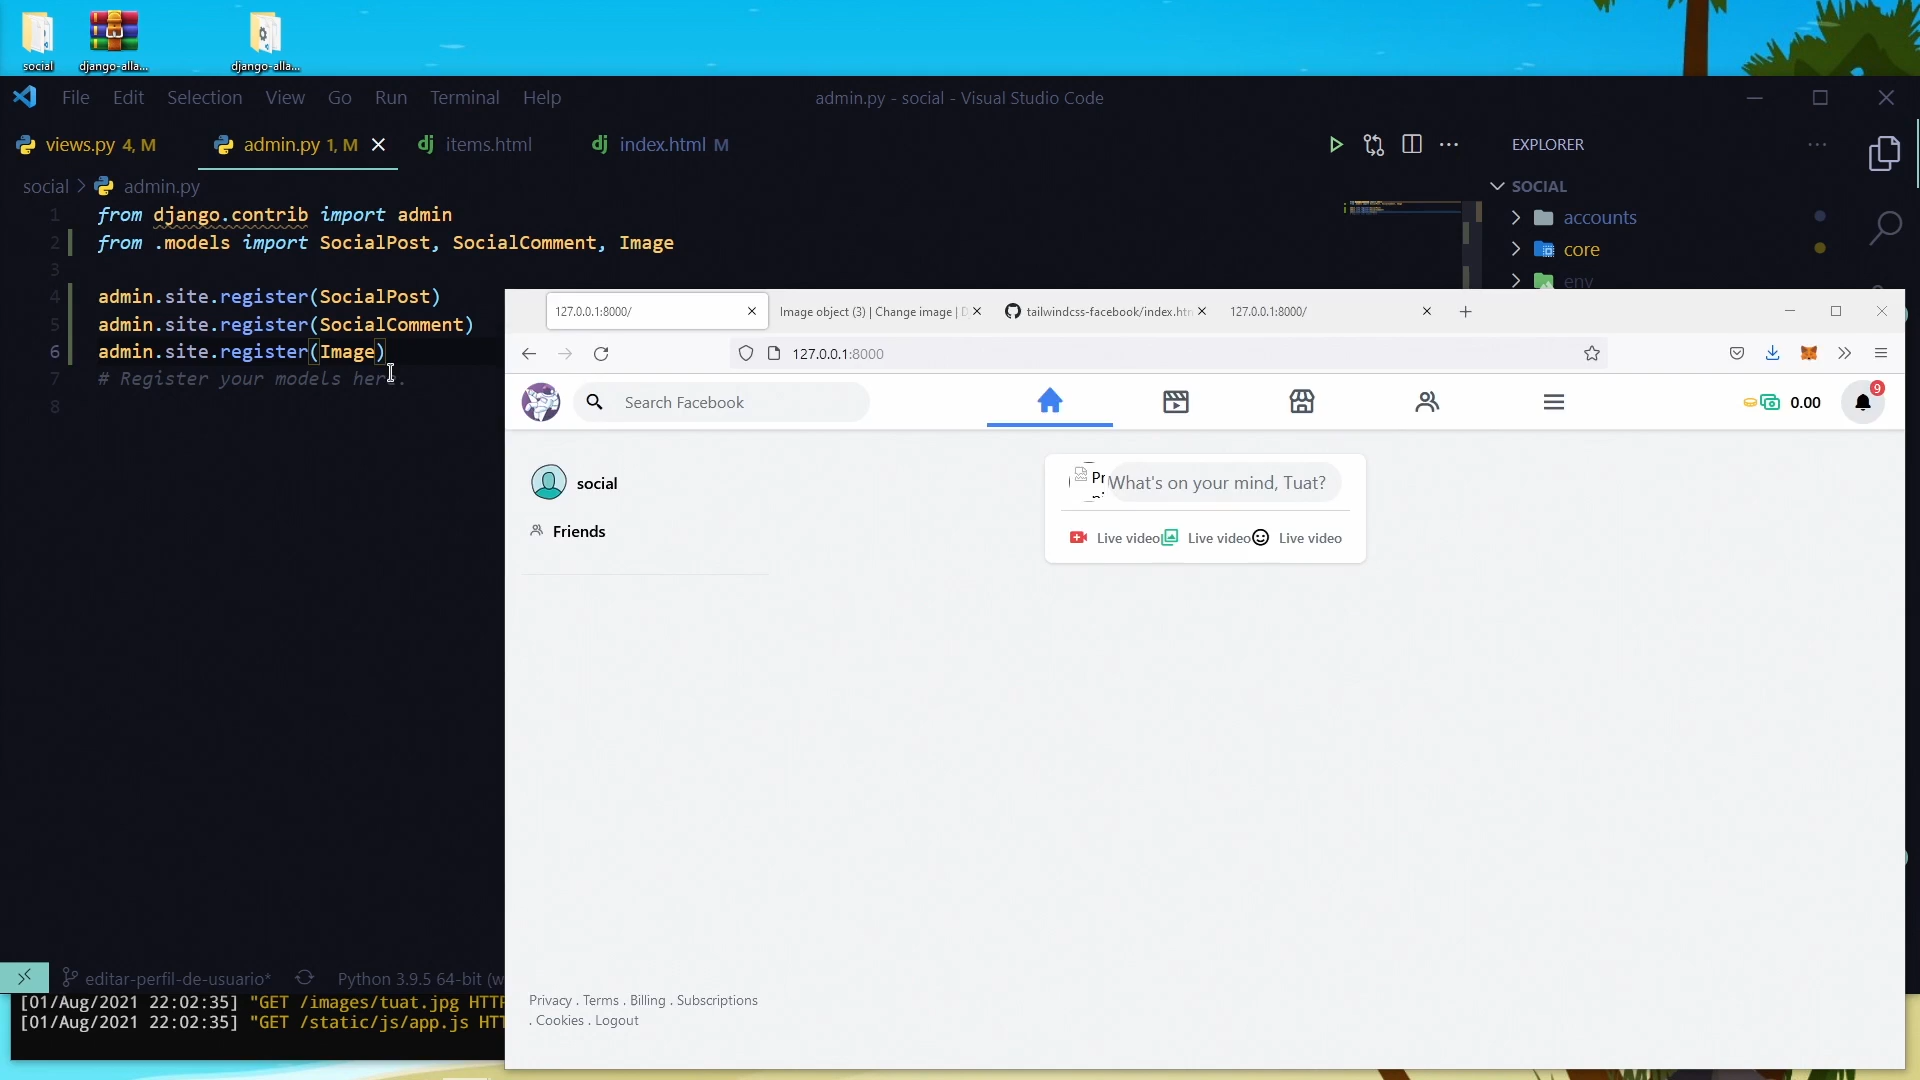 social
django-alla...
django-alla...
File Edit Selection View Go Run Terminal Help
admin.py - social - Visual Studio Code
views.py 4, M
admin.py 1, M
items.html
index.html M
EXPLORER
social > admin.py
SOCIAL
accounts
core
env
1 from django.contrib import admin
2 from .models import SocialPost, SocialComment, Image
3
4 admin.site.register(SocialPost)
5 admin.site.register(SocialComment)
6 admin.site.register(Image)
7 # Register your models here.
8
127.0.0.1:8000/
Image object (3) | Change image | D
tailwindcss-facebook/index.htm
127.0.0.1:8000/
127.0.0.1:8000
Search Facebook
0.00
9
social
Friends
Pr
What's on your mind, Tuat?
Live video
Live video
Live video
Privacy . Terms . Billing . Subscriptions
. Cookies . Logout
editar-perfil-de-usuario*
Python 3.9.5 64-bit (w
[01/Aug/2021 22:02:35] "GET /images/tuat.jpg HTTP
[01/Aug/2021 22:02:35] "GET /static/js/app.js HTT